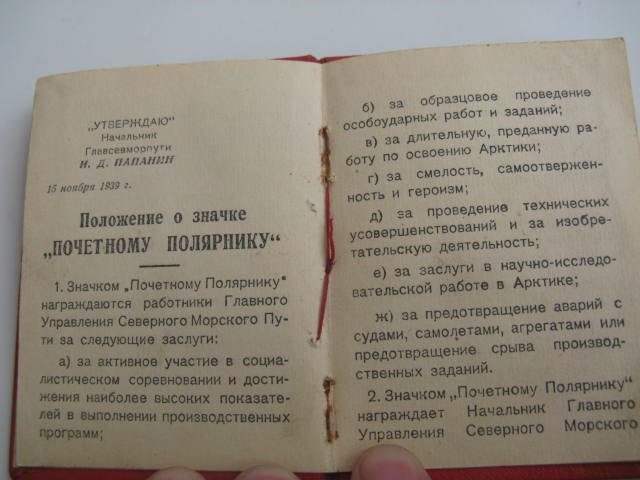 „УТВЕРЖДАЮ“
Начальник
Главсевморпути
И. Д. ПАПАНИН
15 ноября 1939 г.
Положение о значке
„ПОЧЕТНОМУ ПОЛЯРНИКУ“
1. Значком „Почетному Полярнику“
награждаются работники Главного
Управления Северного Морского Пу-
ти за следующие заслуги:
а) за активное участие в социа-
листическом соревновании и дости-
жения наиболее высоких показате-
лей в выполнении производственных
программ;
б) за образцовое проведение
особоударных работ и заданий;
в) за длительную, преданную ра-
боту по освоению Арктики;
г) за смелость, самоотвержен-
ность и героизм;
д) за проведение технических
усовершенствований и за изобре-
тательскую деятельность;
е) за заслуги в научно-исследо-
вательской работе в Арктике;
ж) за предотвращение аварий с
судами, самолетами, агрегатами или
предотвращение срыва производ-
ственных заданий.
2. Значком „Почетному Полярнику“
награждает Начальник Главного
Управления Северного Морского